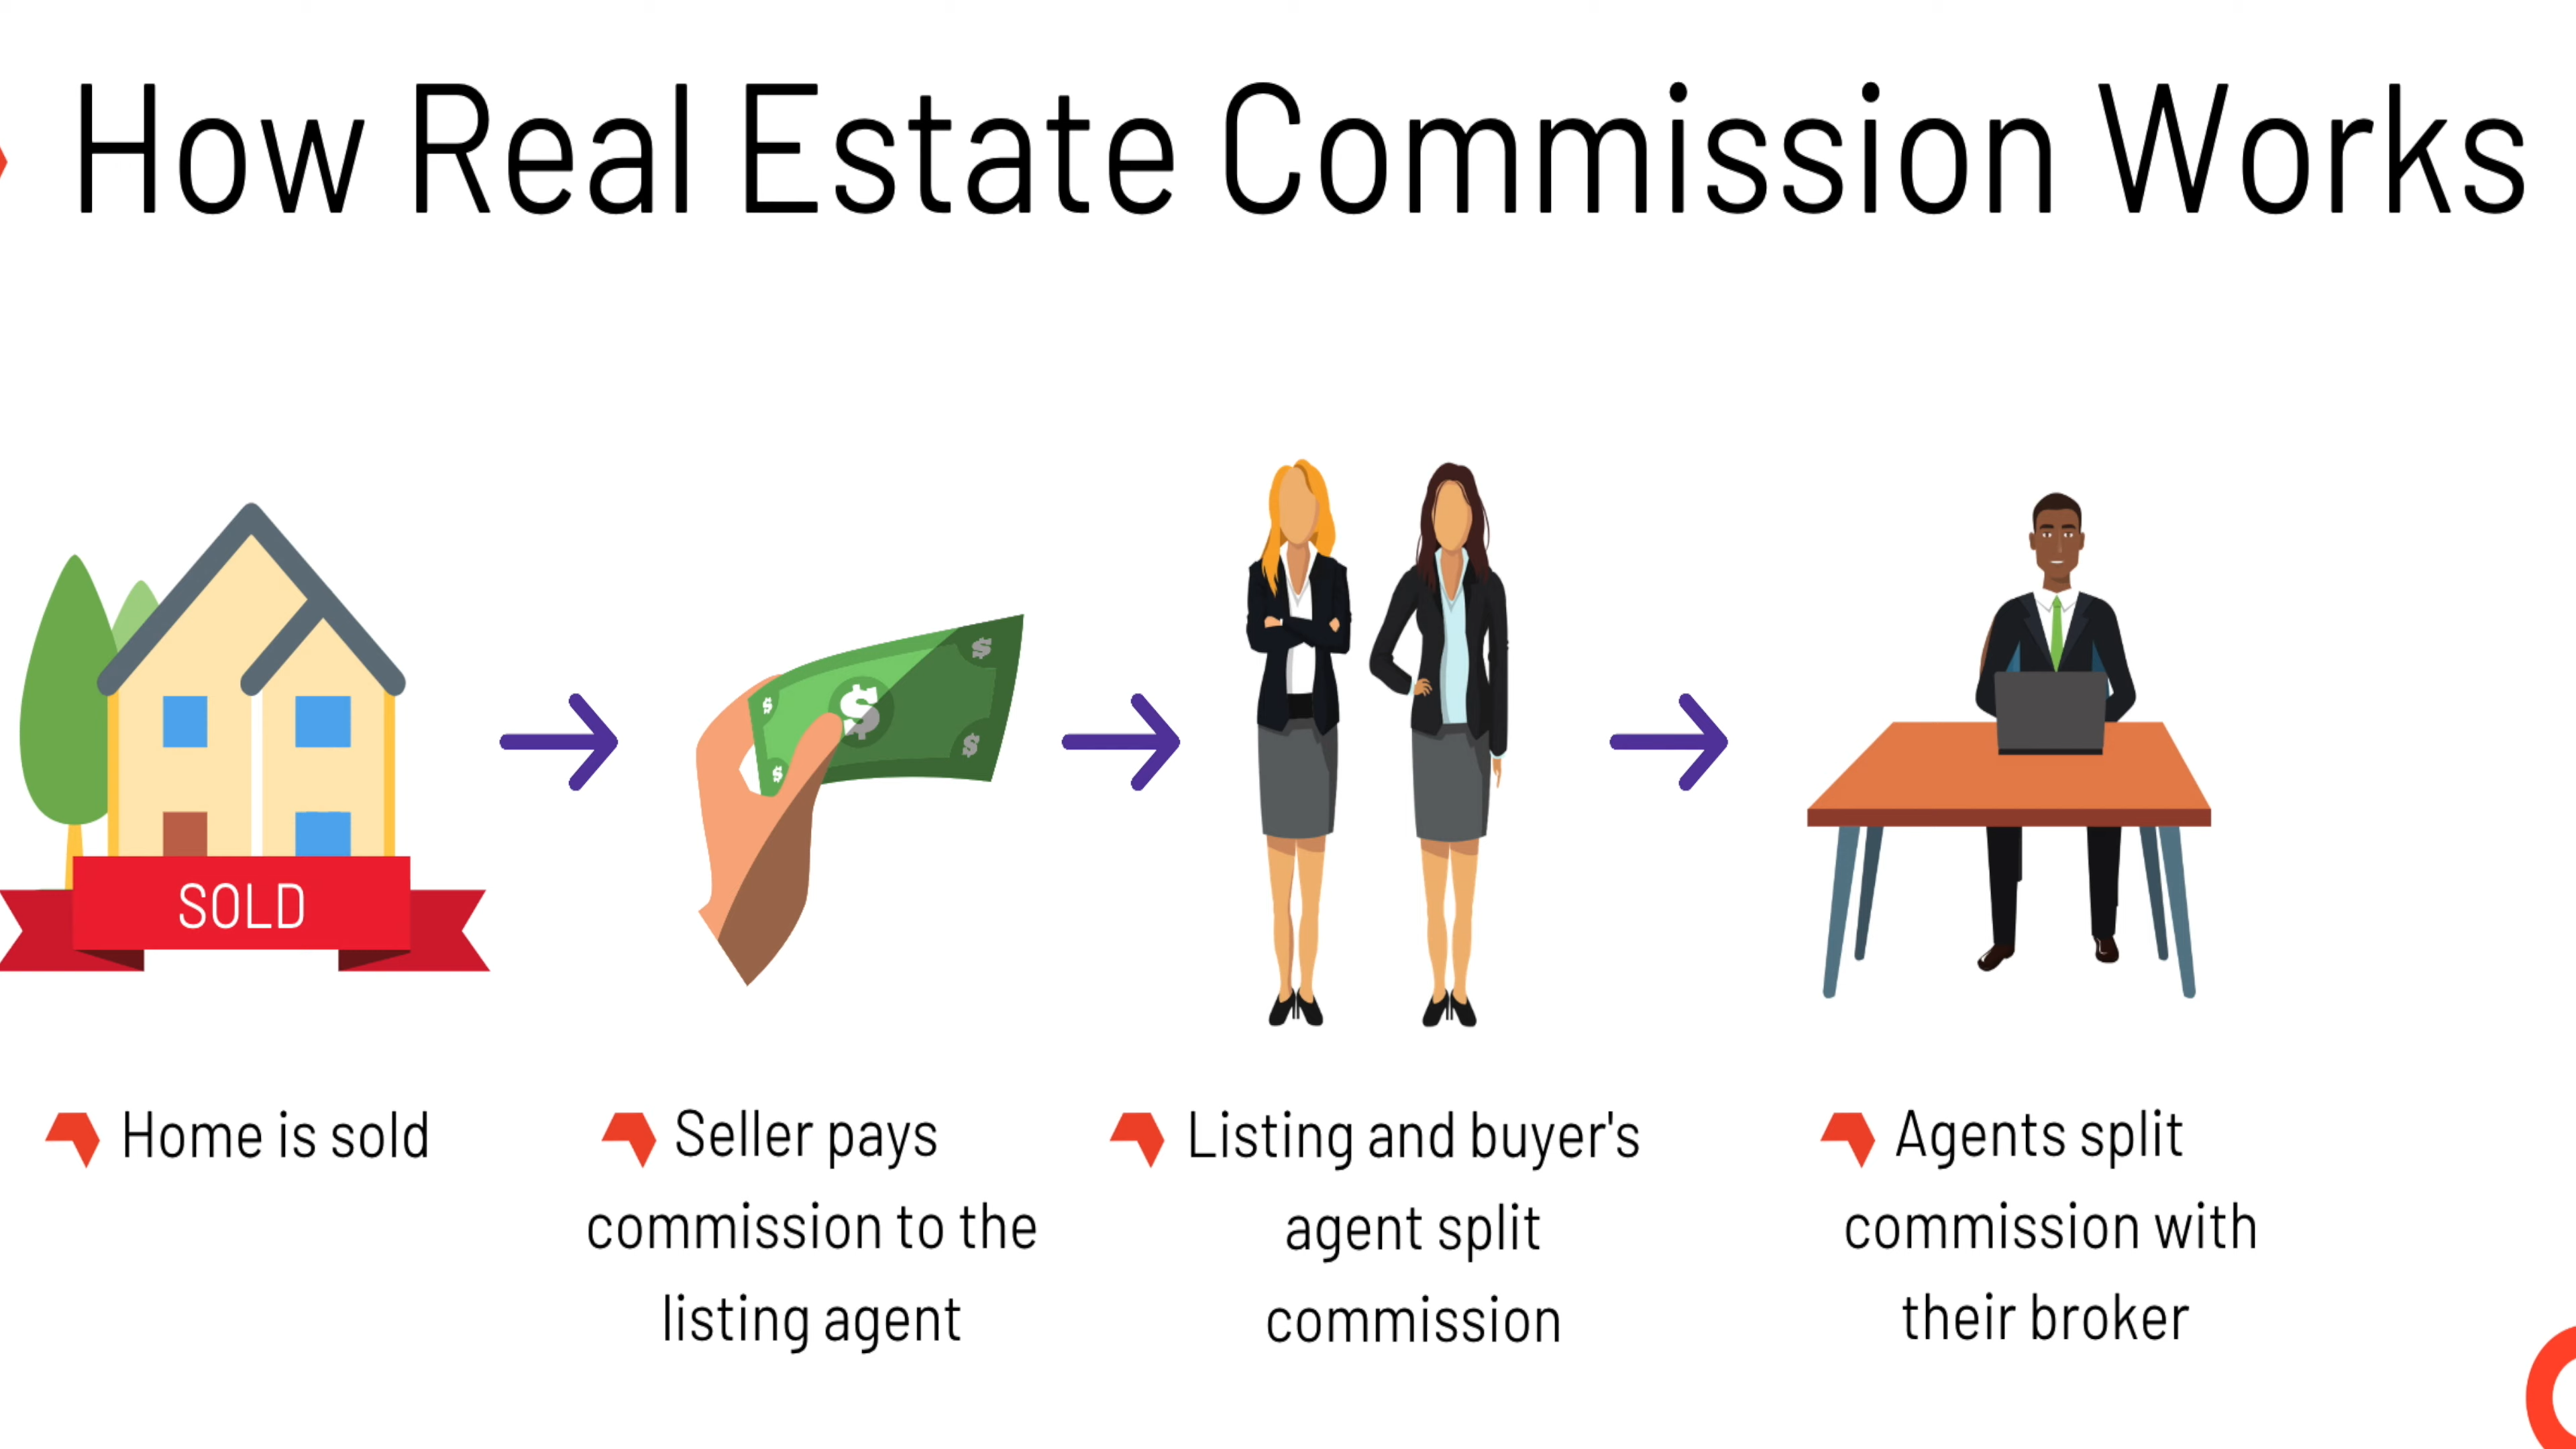 How Real Estate Commission Works
SOLD
Home is sold
Seller pays
commission to the
listing agent
Listing and buyer's
agent split
commission
Agents split
commission with
their broker